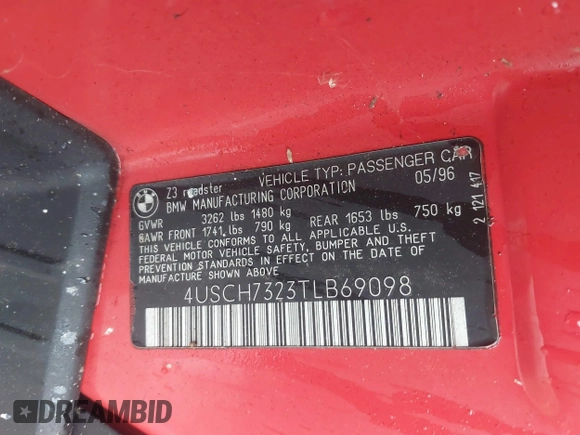 BMW
Z3 roadster VEHICLE TYP: PASSENGER CAR
BMW MANUFACTURING CORPORATION 05/96
GVWR 3262 lbs 1480 kg
GAWR FRONT 1741 lbs 790 kg REAR 1653 lbs 750 kg
THIS VEHICLE CONFORMS TO ALL APPLICABLE U.S.
FEDERAL MOTOR VEHICLE SAFETY, BUMPER AND THEFT
PREVENTION STANDARDS IN EFFECT ON THE DATE OF
MANUFACTURE SHOWN ABOVE.
2 121 417
4USCH7323TLB69098
DREAMBID